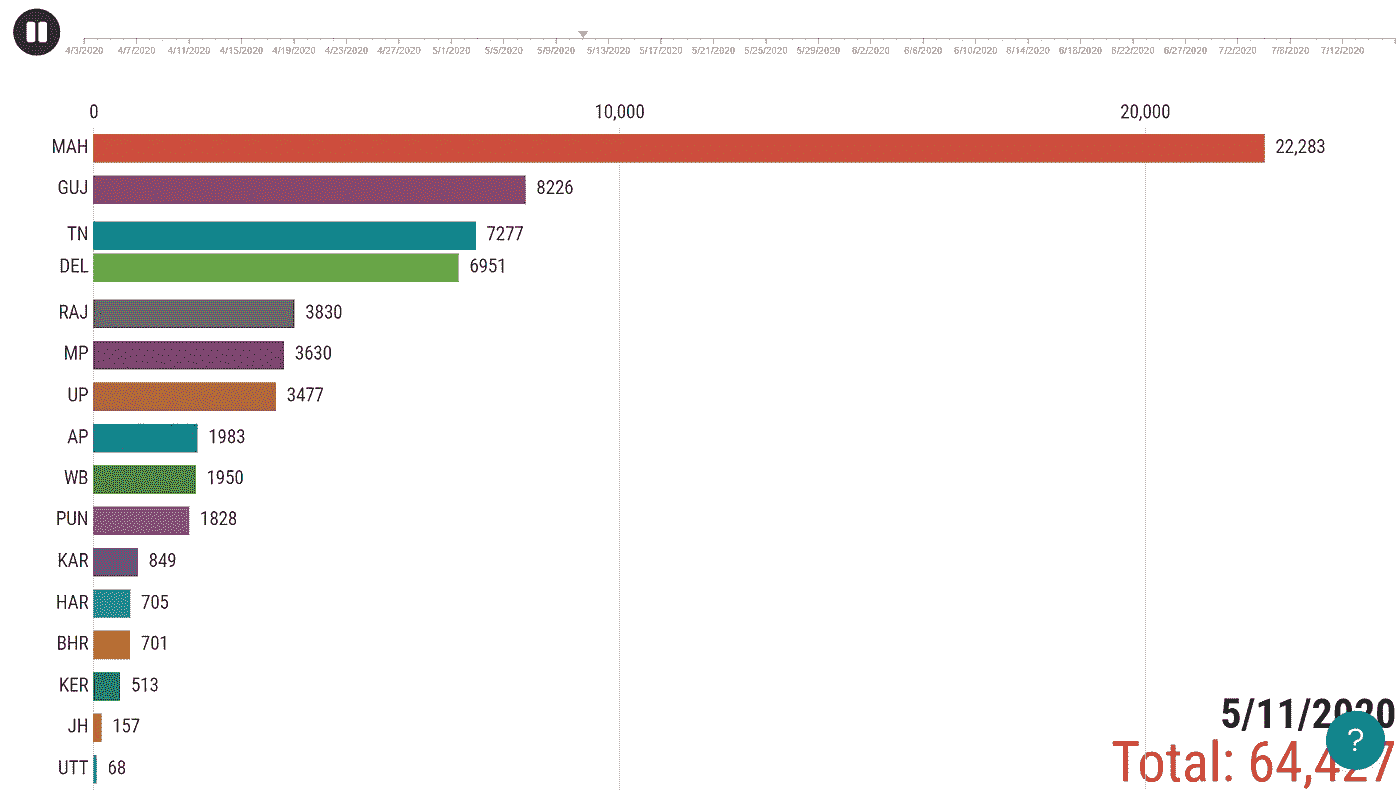 4/3/2020 4/7/2020 4/11/2020 4/15/2020 4/19/2020 4/23/2020 4/27/2020 5/1/2020 5/5/2020 5/9/2020 5/13/2020 5/17/2020 5/21/2020 5/25/2020 5/29/2020 6/2/2020 6/6/2020 6/10/2020 6/14/2020 6/18/2020 6/22/2020 6/27/2020 7/2/2020 7/8/2020 7/12/2020
0 10,000 20,000
MAH 22,283
GUJ 8226
TN 7277
DEL 6951
RAJ 3830
MP 3630
UP 3477
AP 1983
WB 1950
PUN 1828
KAR 849
HAR 705
BHR 701
KER 513
JH 157
UTT 68
5/11/2020
?
Total: 64,427